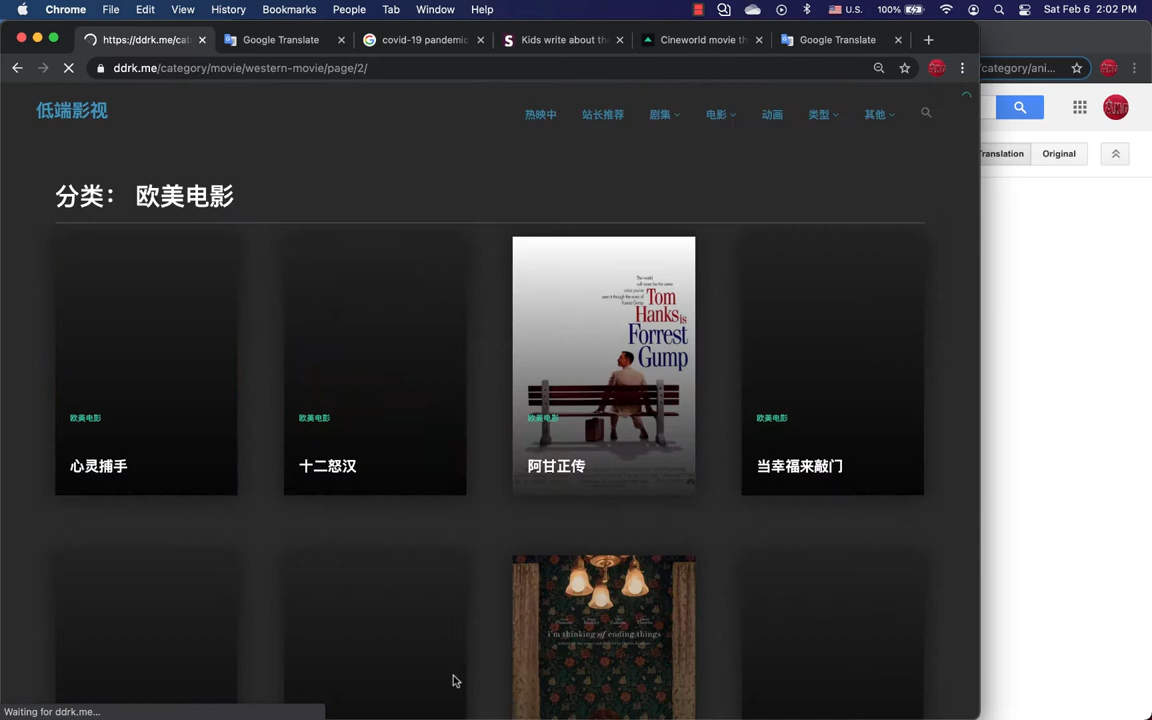 Chrome File Edit View History Bookmarks People Tab Window Help U.S. 100% Sat Feb 6 2:02 PM
https://ddrk.me/cat Google Translate covid-19 pandemic Kids write about the Cineworld movie th Google Translate
ddrk.me/category/movie/western-movie/page/2/
/category/ani...
低端影视
热映中 站长推荐 剧集 电影 动画 类型 其他
Translation Original
分类： 欧美电影
The world
will never be the same
once you've
seen it through the eyes
of Forrest Gump.
Tom
Hanks is
Forrest
Gump
欧美电影 欧美电影 欧美电影 欧美电影
心灵捕手 十二怒汉 阿甘正传 当幸福来敲门
i'm thinking of ending things
Waiting for ddrk.me...